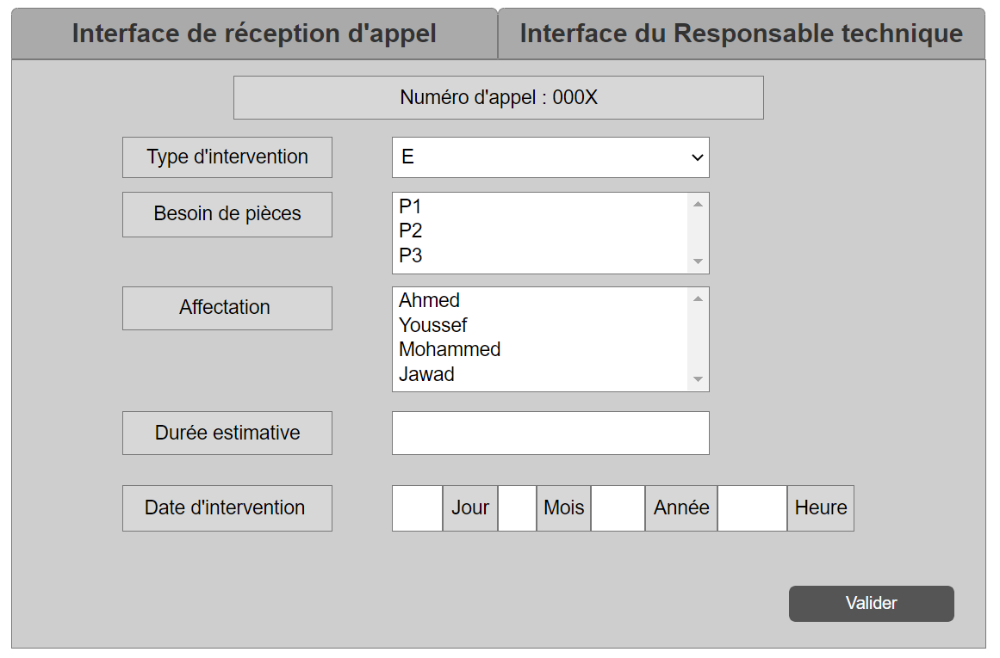 Interface de réception d'appel
Interface du Responsable technique
Numéro d'appel : 000X
Type d'intervention
E
Besoin de pièces
P1
P2
P3
Affectation
Ahmed
Youssef
Mohammed
Jawad
Durée estimative
Date d'intervention
Jour
Mois
Année
Heure
Valider